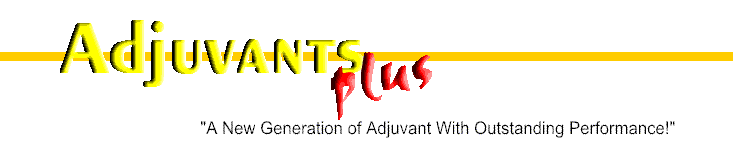 Adjuvants
plus
"A New Generation of Adjuvant With Outstanding Performance!"